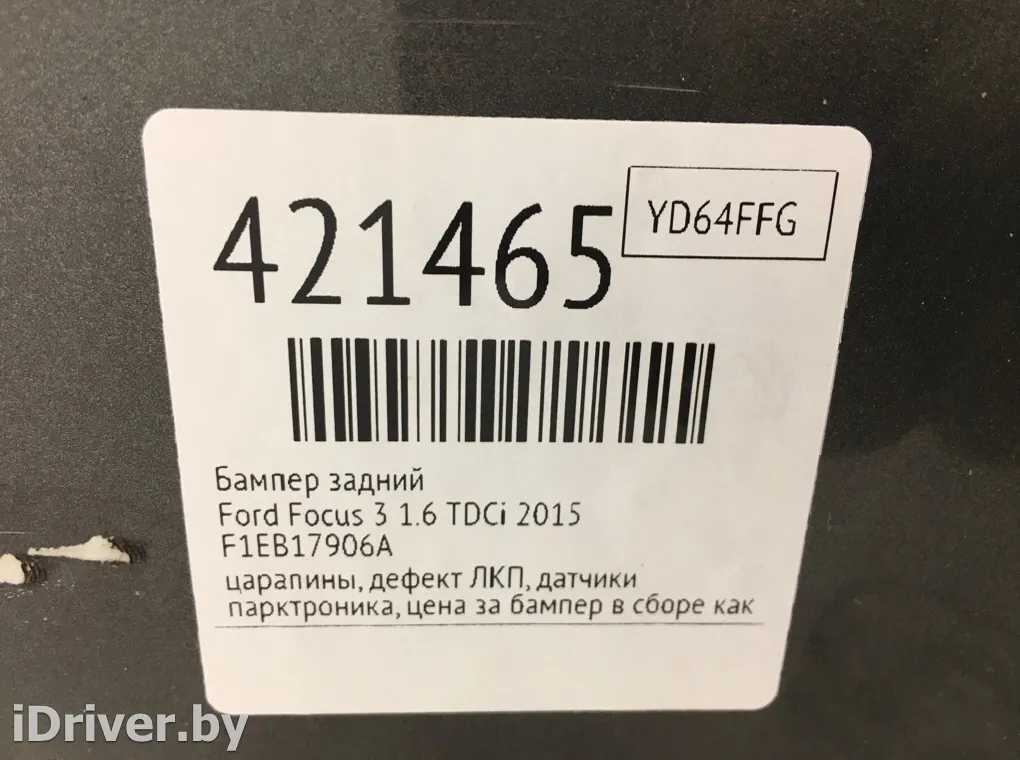 421465
YD64FFG
Бампер задний
Ford Focus 3 1.6 TDCi 2015
F1EB17906A
царапины, дефект ЛКП, датчики
парктроника, цена за бампер в сборе как
iDriver.by